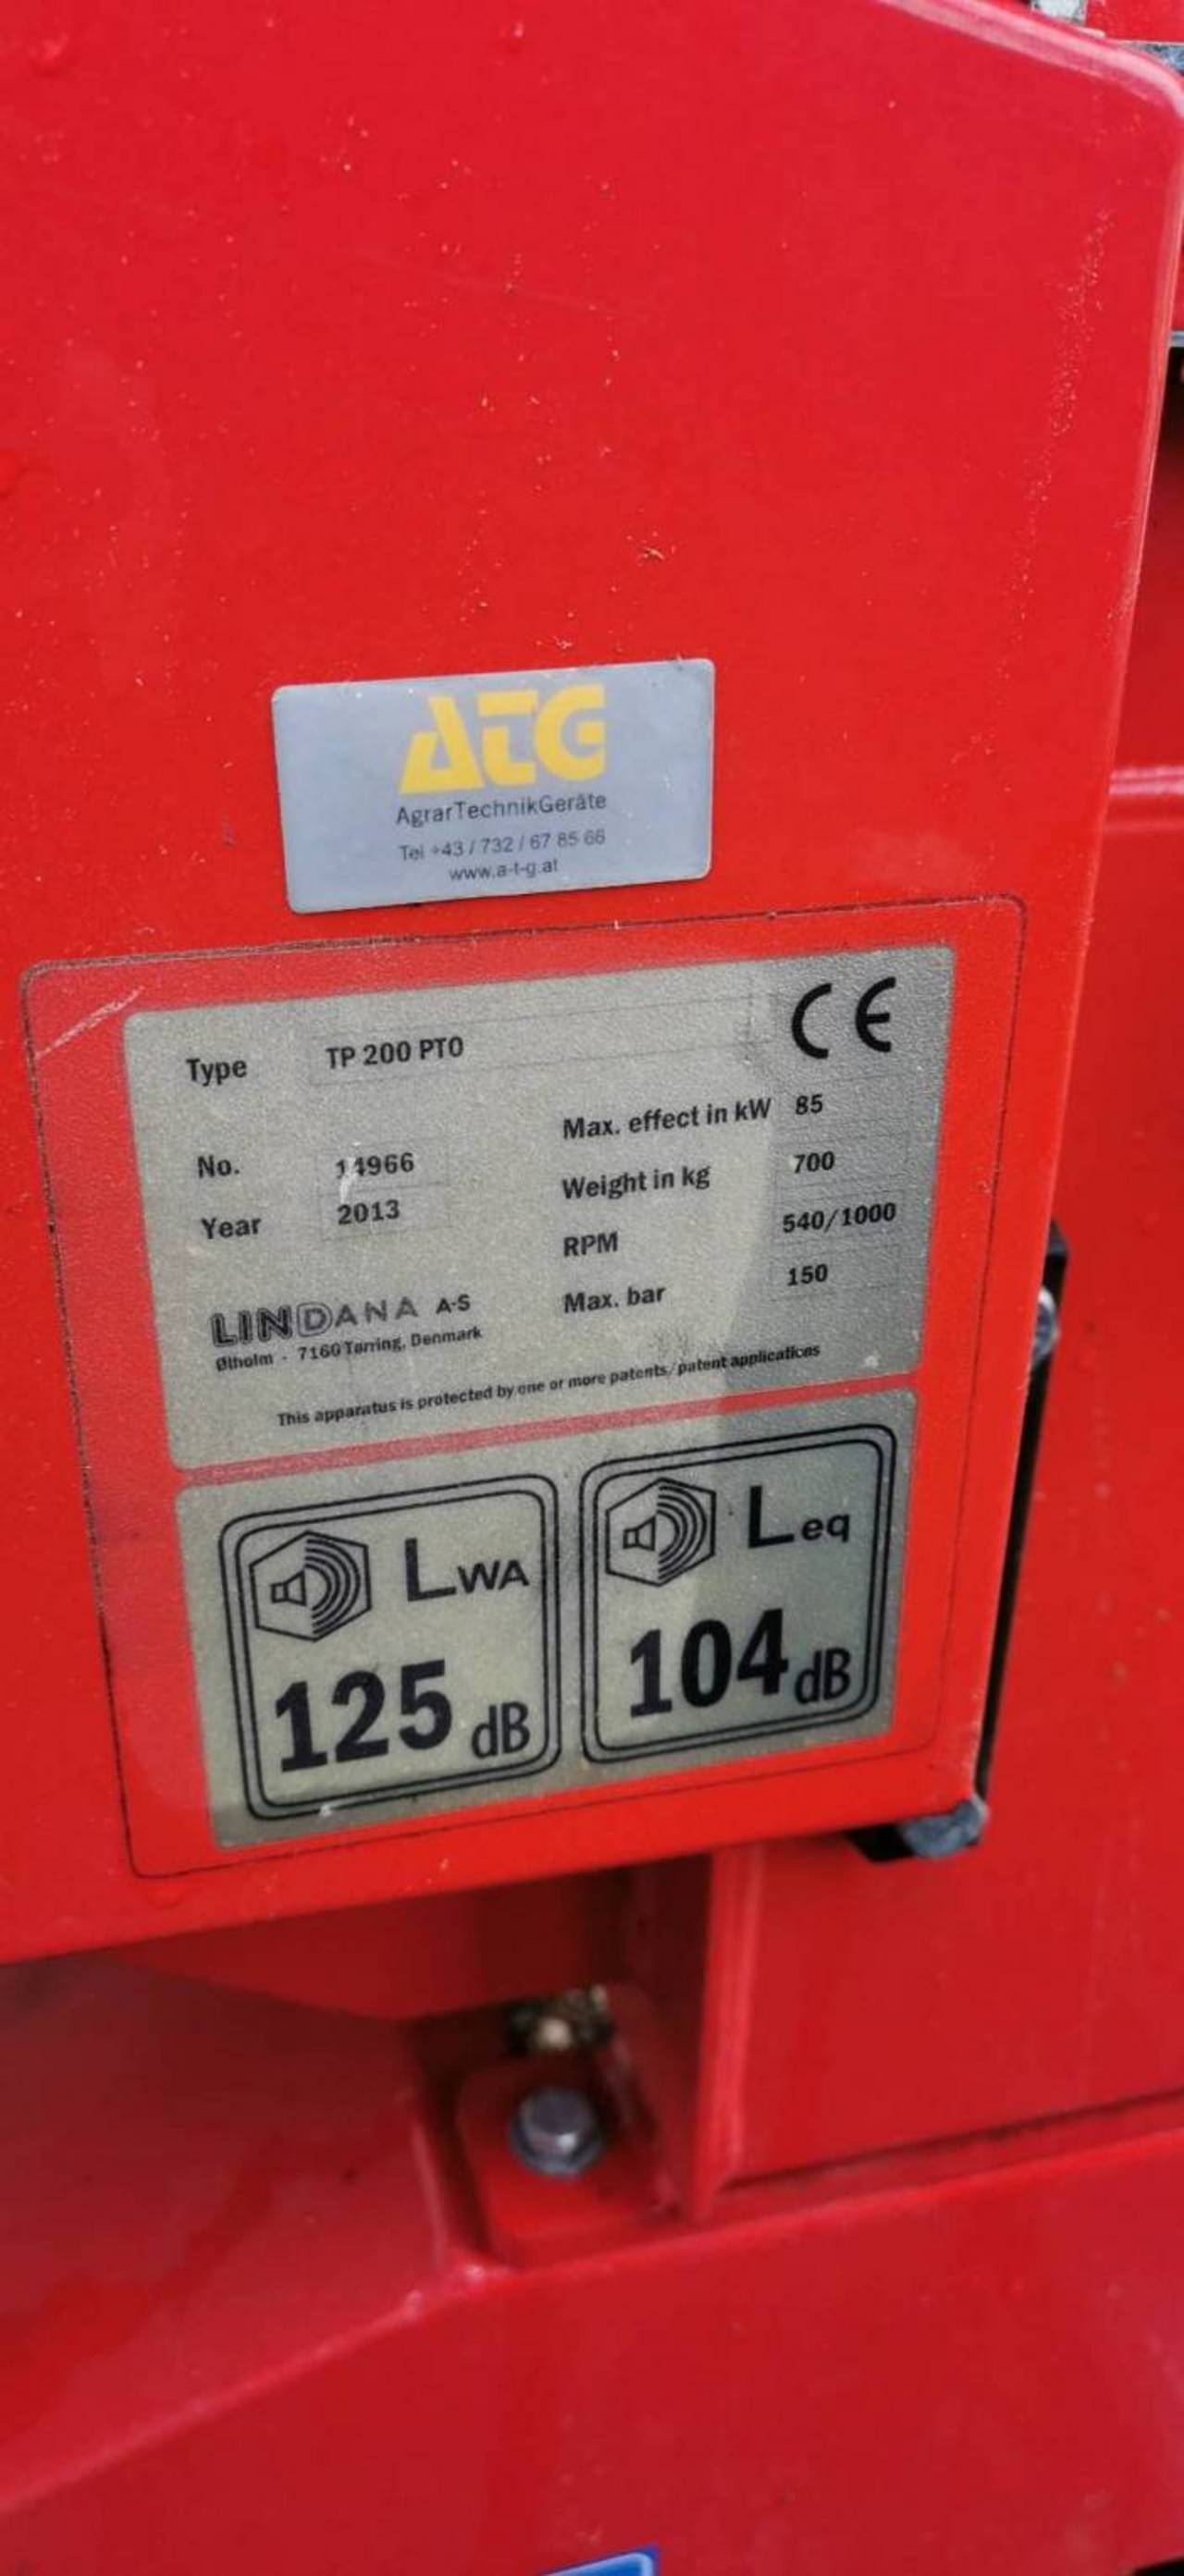 ATG
AgrarTechnikGeräte
Tel +43 / 732 / 67 85 66
www.a-t-g.at
CE
Type TP 200 PTO
Max. effect in kW 85
No. 14966
Weight in kg 700
Year 2013
RPM 540/1000
Max. bar 150
LINDANA A-S
Ølholm - 7160 Tørring, Denmark
This apparatus is protected by one or more patents/patent applications
LWA
125 dB
Leq
104 dB